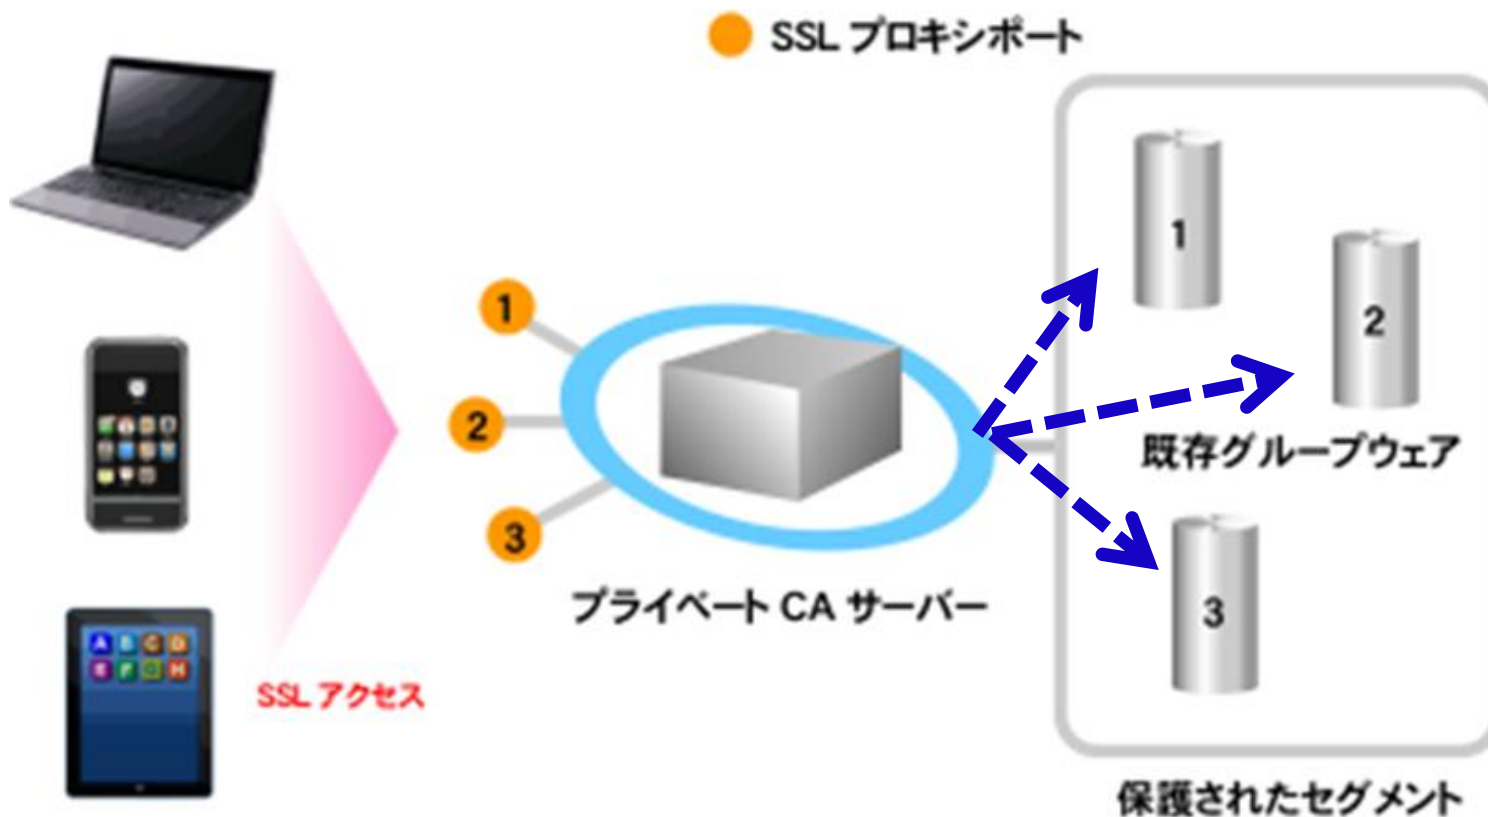 SSL プロキシポート
1
2
1
2
3
既存グループウェア
3
プライベート CA サーバー
A B C D
E F G H
SSL アクセス
保護されたセグメント